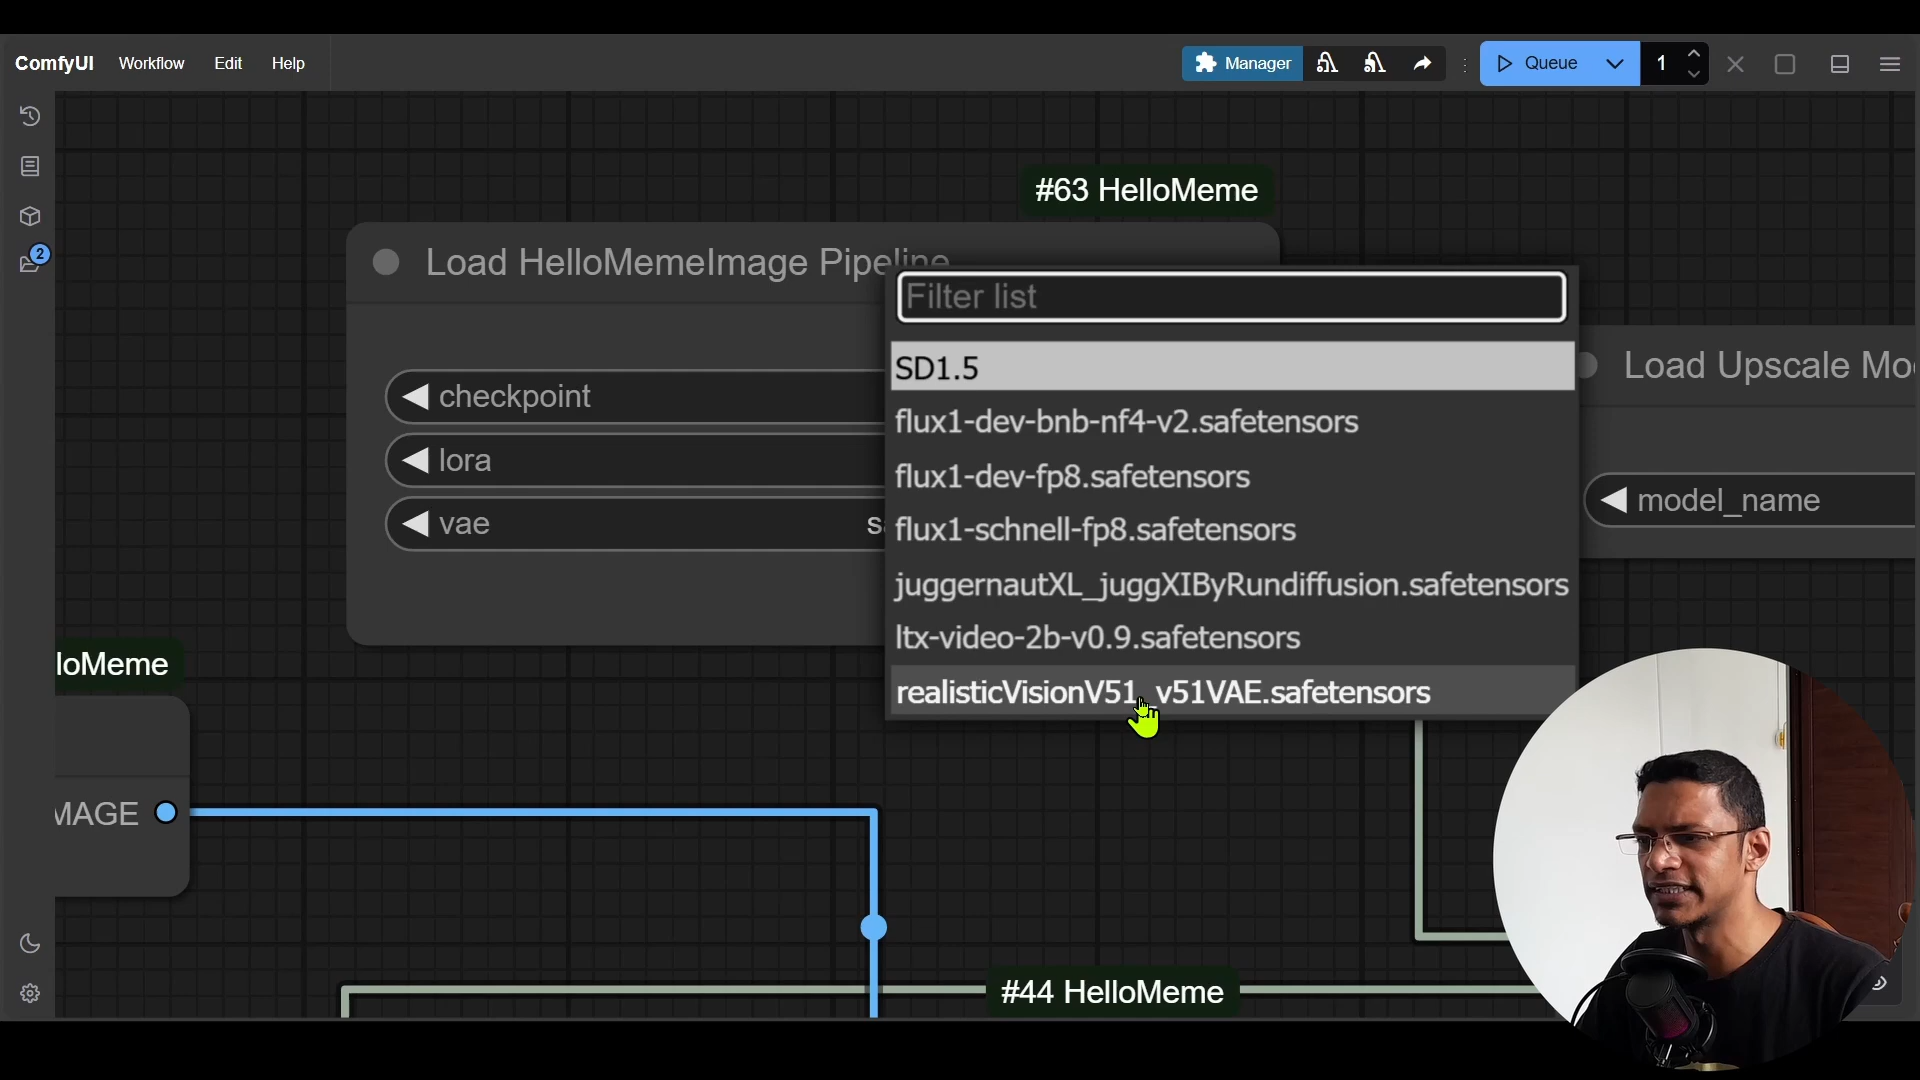 ComfyUI Workflow Edit Help
Manager
Queue
1
2
#63 HelloMeme
Load HelloMemeImage Pipeline
Filter list
SD1.5
flux1-dev-bnb-nf4-v2.safetensors
flux1-dev-fp8.safetensors
flux1-schnell-fp8.safetensors
juggernautXL_juggXIByRundiffusion.safetensors
ltx-video-2b-v0.9.safetensors
realisticVisionV51_v51VAE.safetensors
checkpoint
lora
vae
Load Upscale Mo
model_name
loMeme
MAGE
#44 HelloMeme